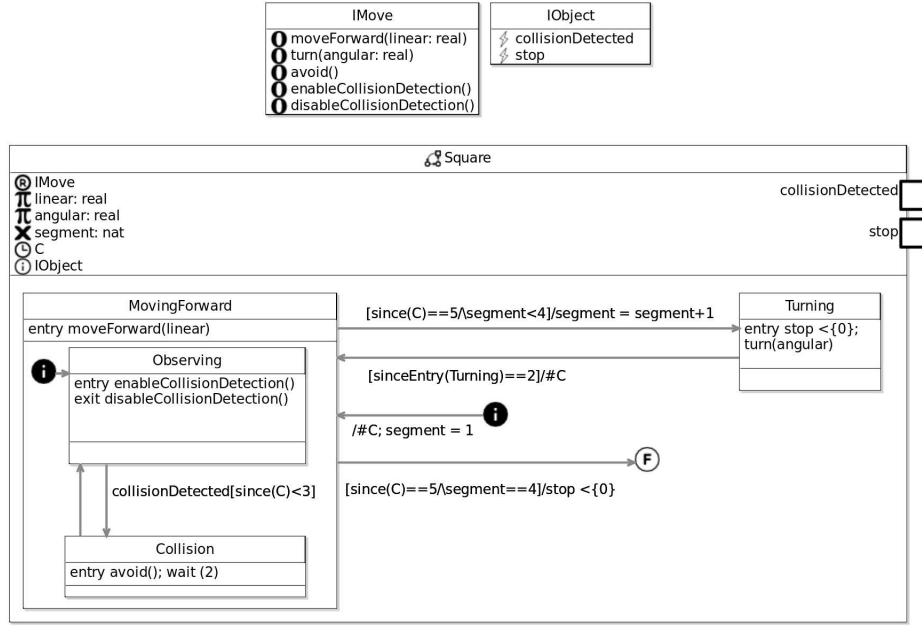 IMove
moveForward(linear: real)
turn(angular: real)
avoid()
enableCollisionDetection()
disableCollisionDetection()
IObject
collisionDetected
stop
Square
R IMove
π linear: real
π angular: real
X segment: nat
C
i IObject
collisionDetected
stop
MovingForward
entry moveForward(linear)
i
Observing
entry enableCollisionDetection()
exit disableCollisionDetection()
collisionDetected[since(C)<3]
Collision
entry avoid(); wait (2)
[since(C)==5/\segment<4]/segment = segment+1
Turning
entry stop <{0};
turn(angular)
[sinceEntry(Turning)==2]/#C
i
/#C; segment = 1
F
[since(C)==5/\segment==4]/stop <{0}